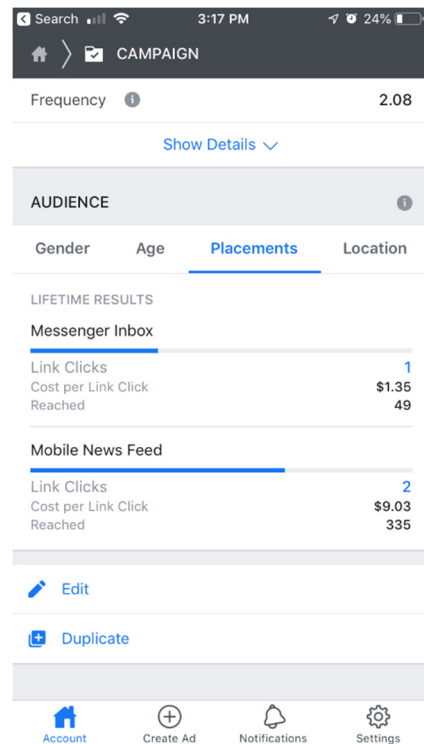 Search 3:17 PM 24%
CAMPAIGN
Frequency 2.08
Show Details
AUDIENCE
Gender Age Placements Location
LIFETIME RESULTS
Messenger Inbox
Link Clicks 1
Cost per Link Click $1.35
Reached 49
Mobile News Feed
Link Clicks 2
Cost per Link Click $9.03
Reached 335
Edit
Duplicate
Account Create Ad Notifications Settings